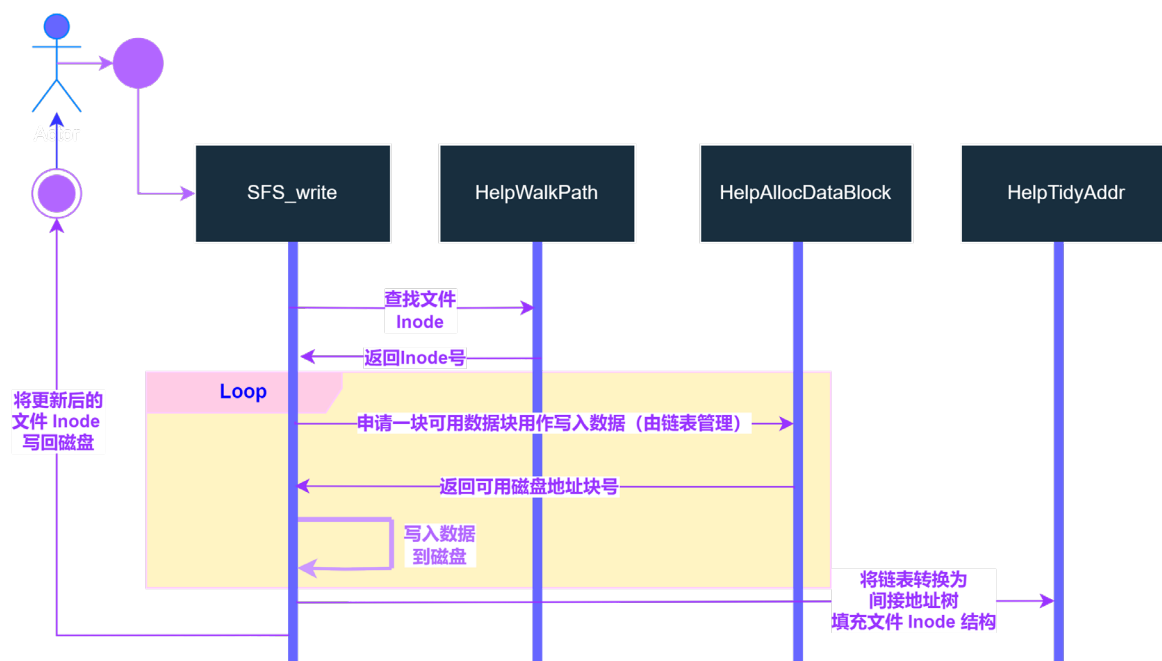 Actor
SFS_write
HelpWalkPath
HelpAllocDataBlock
HelpTidyAddr
查找文件
Inode
返回Inode号
Loop
将更新后的
文件 Inode
写回磁盘
申请一块可用数据块用作写入数据（由链表管理）
返回可用磁盘地址块号
写入数据
到磁盘
将链表转换为
间接地址树
填充文件 Inode 结构